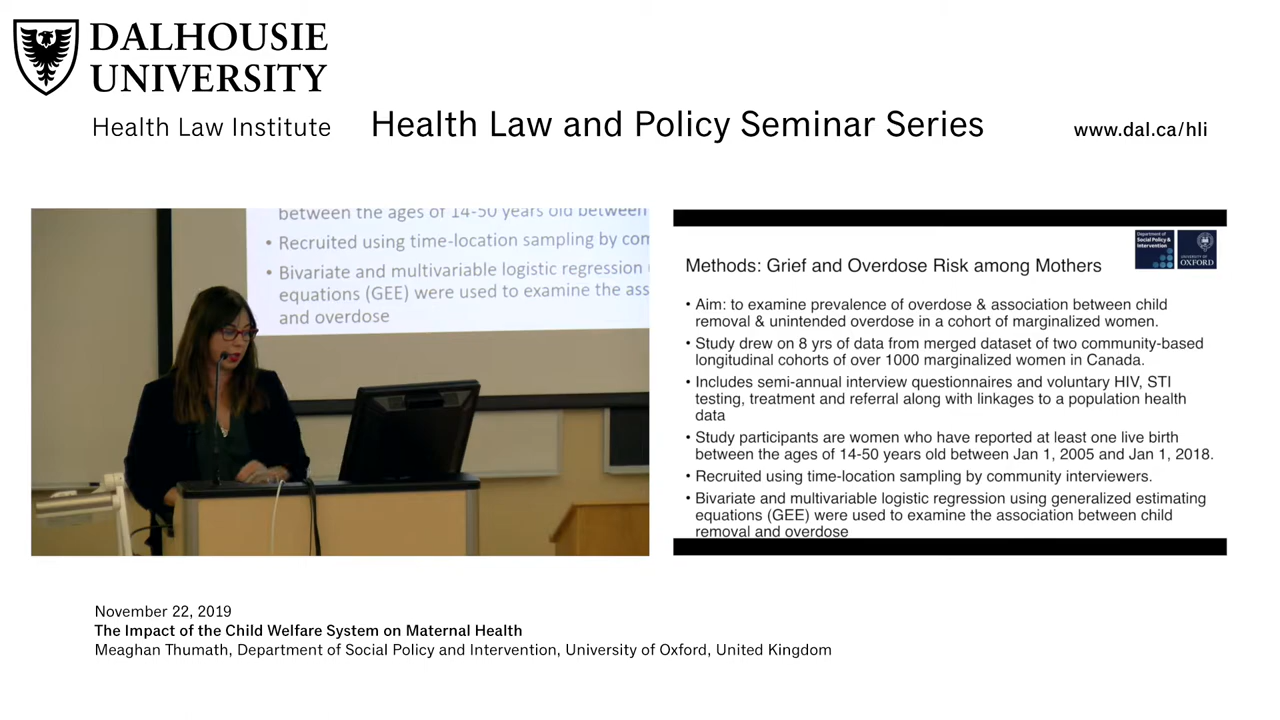 DALHOUSIE
UNIVERSITY
Health Law Institute
Health Law and Policy Seminar Series
www.dal.ca/hli
between the ages of 14-50 years old between
• Recruited using time-location sampling by com
• Bivariate and multivariable logistic regression
equations (GEE) were used to examine the ass
and overdose
Department of
Social Policy &
Intervention
UNIVERSITY OF
OXFORD
Methods: Grief and Overdose Risk among Mothers
• Aim: to examine prevalence of overdose & association between child
removal & unintended overdose in a cohort of marginalized women.
• Study drew on 8 yrs of data from merged dataset of two community-based
longitudinal cohorts of over 1000 marginalized women in Canada.
• Includes semi-annual interview questionnaires and voluntary HIV, STI
testing, treatment and referral along with linkages to a population health
data
• Study participants are women who have reported at least one live birth
between the ages of 14-50 years old between Jan 1, 2005 and Jan 1, 2018.
• Recruited using time-location sampling by community interviewers.
• Bivariate and multivariable logistic regression using generalized estimating
equations (GEE) were used to examine the association between child
removal and overdose
November 22, 2019
The Impact of the Child Welfare System on Maternal Health
Meaghan Thumath, Department of Social Policy and Intervention, University of Oxford, United Kingdom